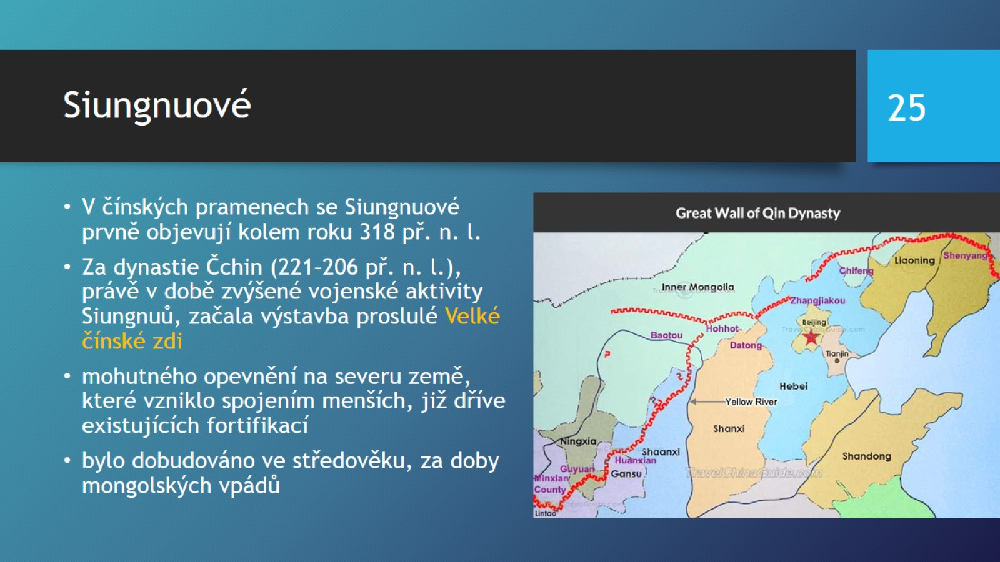 Siungnuové
25
• V čínských pramenech se Siungnuové
prvně objevují kolem roku 318 př. n. l.
• Za dynastie Čchin (221–206 př. n. l.),
právě v době zvýšené vojenské aktivity
Siungnuů, začala výstavba proslulé Velké
čínské zdi
• mohutného opevnění na severu země,
které vzniklo spojením menších, již dříve
existujících fortifikací
• bylo dobudováno ve středověku, za doby
mongolských vpádů
Great Wall of Qin Dynasty
Liaoning
Shenyang
Chifeng
Inner Mongolia
Zhangjiakou
Beijing
TravelChinaGuide.com
Hohhot
Baotou
Datong
Tianjin
Hebei
Yellow River
Shanxi
Ningxia
Shaanxi
Huanxian
Shandong
Guyuan
Gansu
TravelChinaGuide.com
Minxian
County
Lintao